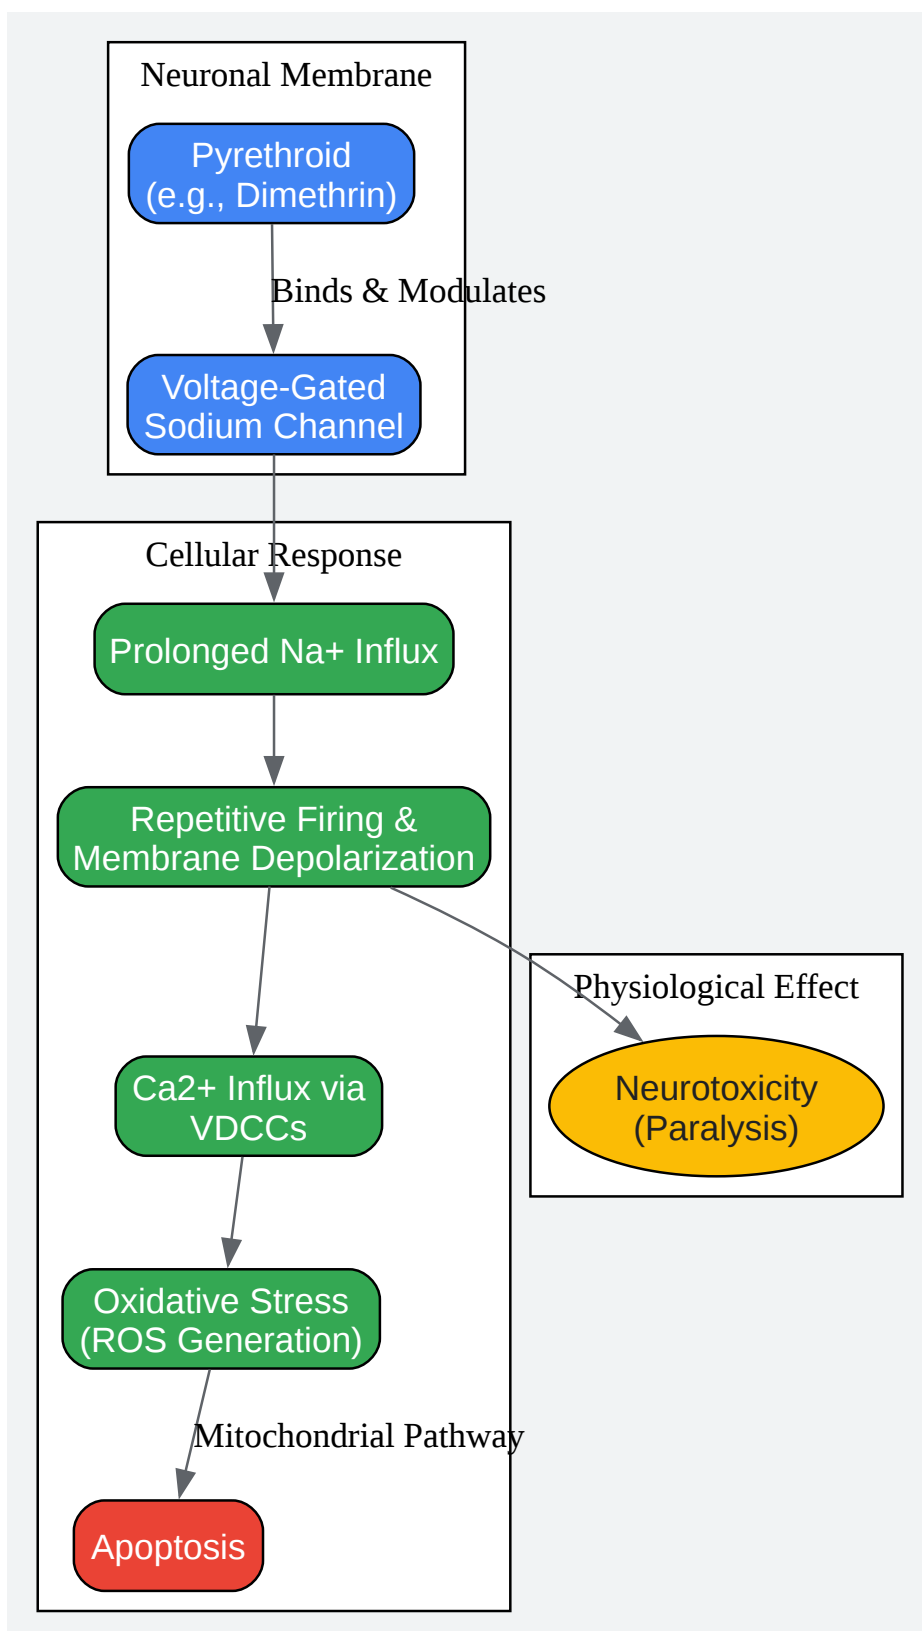 Neuronal Membrane
Pyrethroid
(e.g., Dimethrin)
Binds & Modulates
Voltage-Gated
Sodium Channel
Cellular Response
Prolonged Na+ Influx
Repetitive Firing &
Membrane Depolarization
Physiological Effect
Neurotoxicity
(Paralysis)
Ca2+ Influx via
VDCCs
Oxidative Stress
(ROS Generation)
Mitochondrial Pathway
Apoptosis